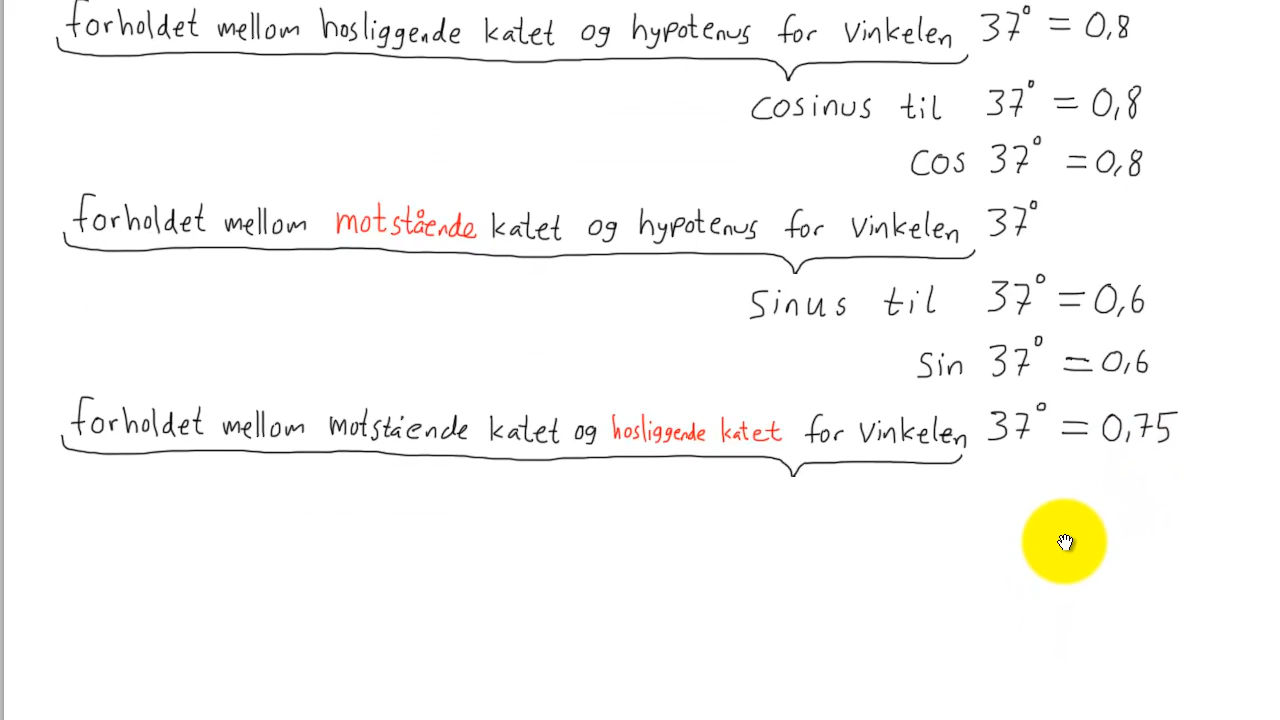 forholdet mellom hosliggende katet og hypotenus for vinkelen 37° = 0,8
cosinus til 37° = 0,8
cos 37° = 0,8
forholdet mellom motstående katet og hypotenus for vinkelen 37°
Sinus til 37° = 0,6
Sin 37° = 0,6
forholdet mellom motstående katet og hosliggende katet for vinkelen 37° = 0,75